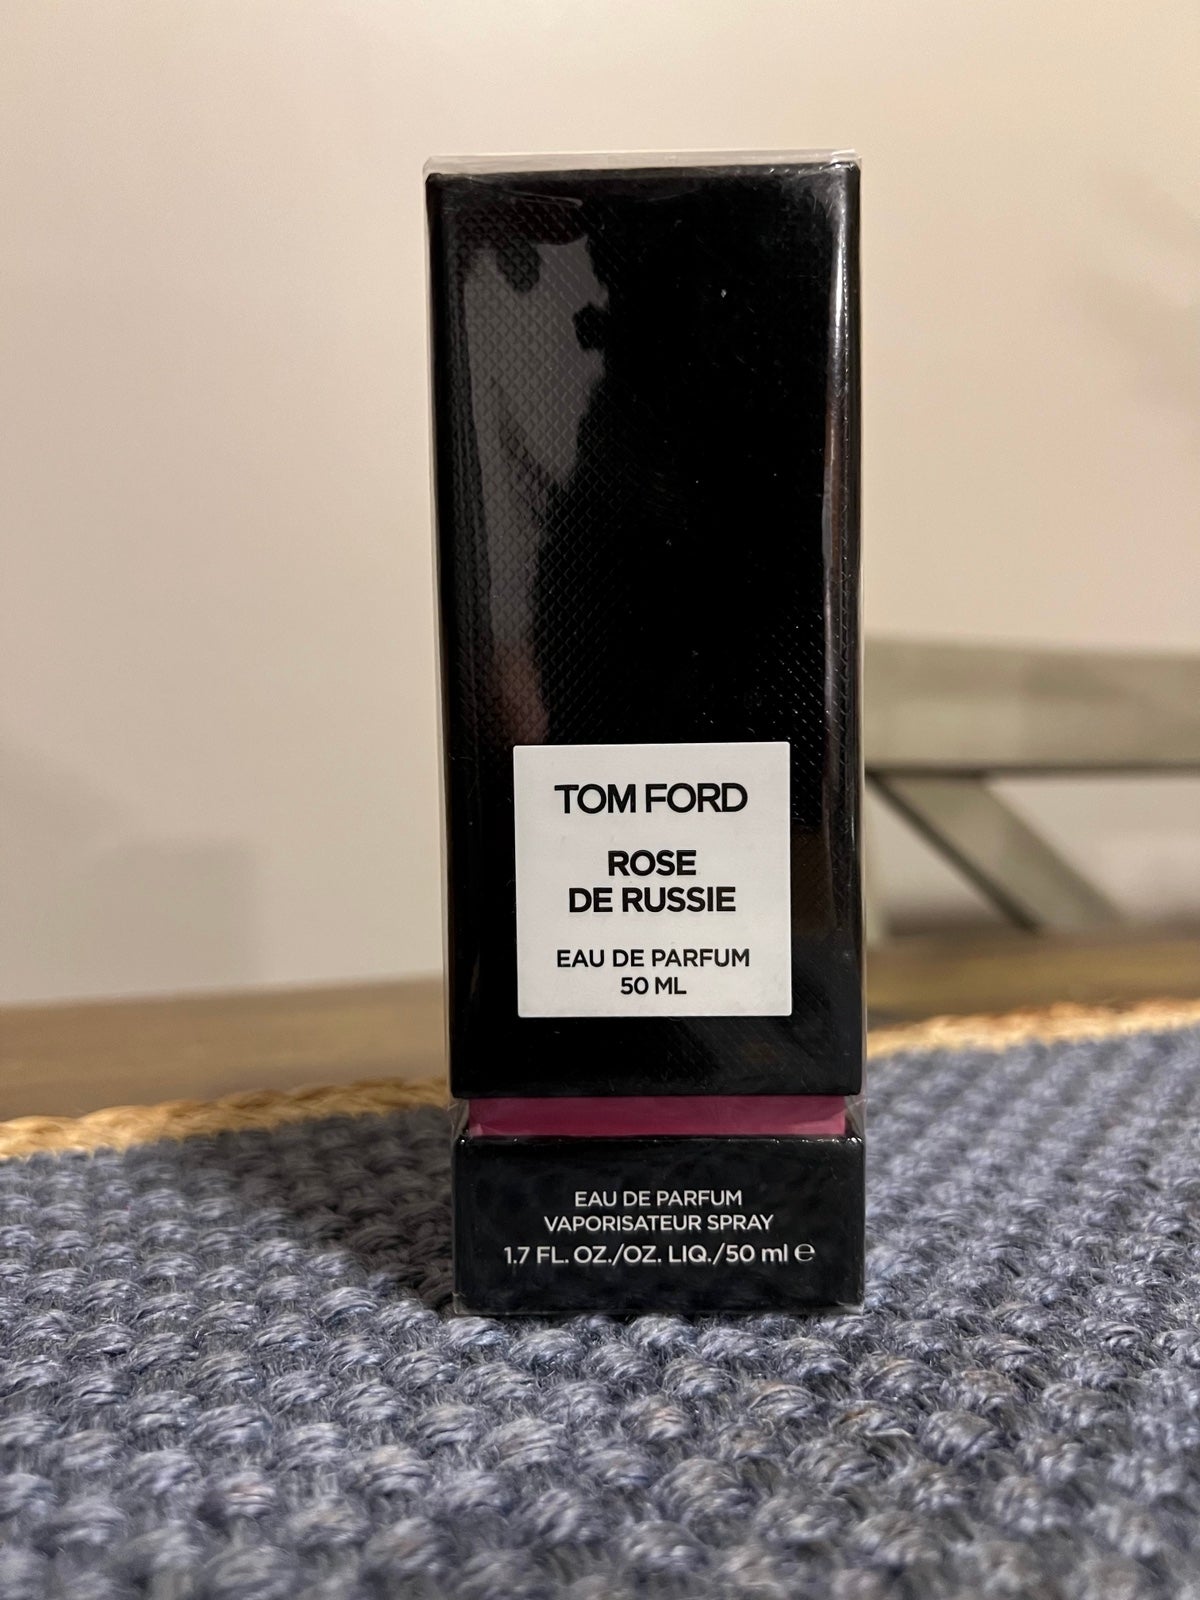 TOM FORD
ROSE
DE RUSSIE
EAU DE PARFUM
50 ML
EAU DE PARFUM
VAPORISATEUR SPRAY
1.7 FL. OZ./OZ. LIQ./50 ml ℮